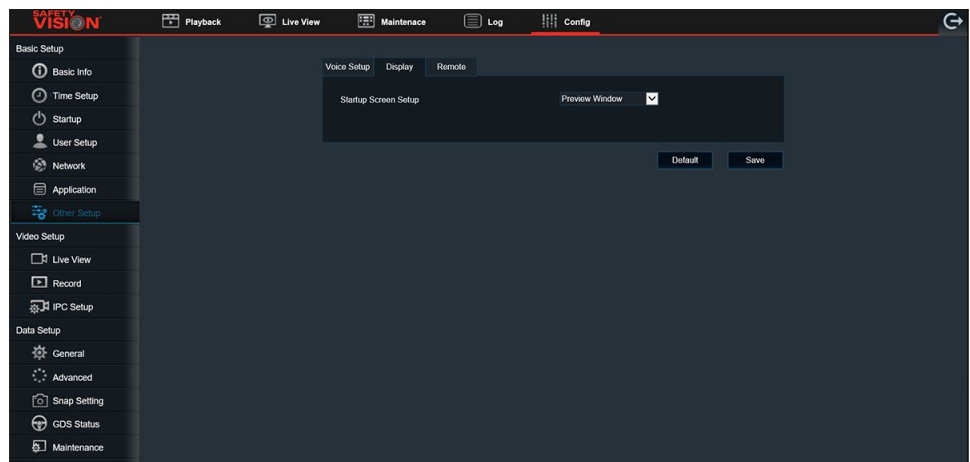 SAFETY
VISION
Playback
Live View
Maintenace
Log
Config
Basic Setup
Basic Info
Time Setup
Startup
User Setup
Network
Application
Other Setup
Video Setup
Live View
Record
IPC Setup
Data Setup
General
Advanced
Snap Setting
GDS Status
Maintenance
Voice Setup Display Remote
Startup Screen Setup Preview Window
Default Save